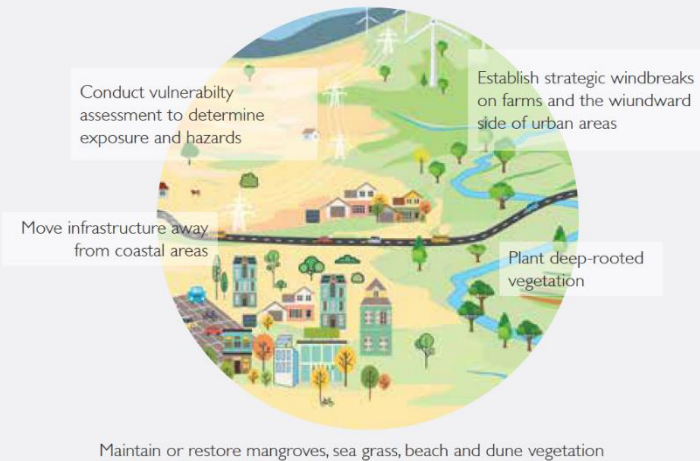 Conduct vulnerabilty
assessment to determine
exposure and hazards
Establish strategic windbreaks
on farms and the wiundward
side of urban areas
Move infrastructure away
from coastal areas
Plant deep-rooted
vegetation
Maintain or restore mangroves, sea grass, beach and dune vegetation